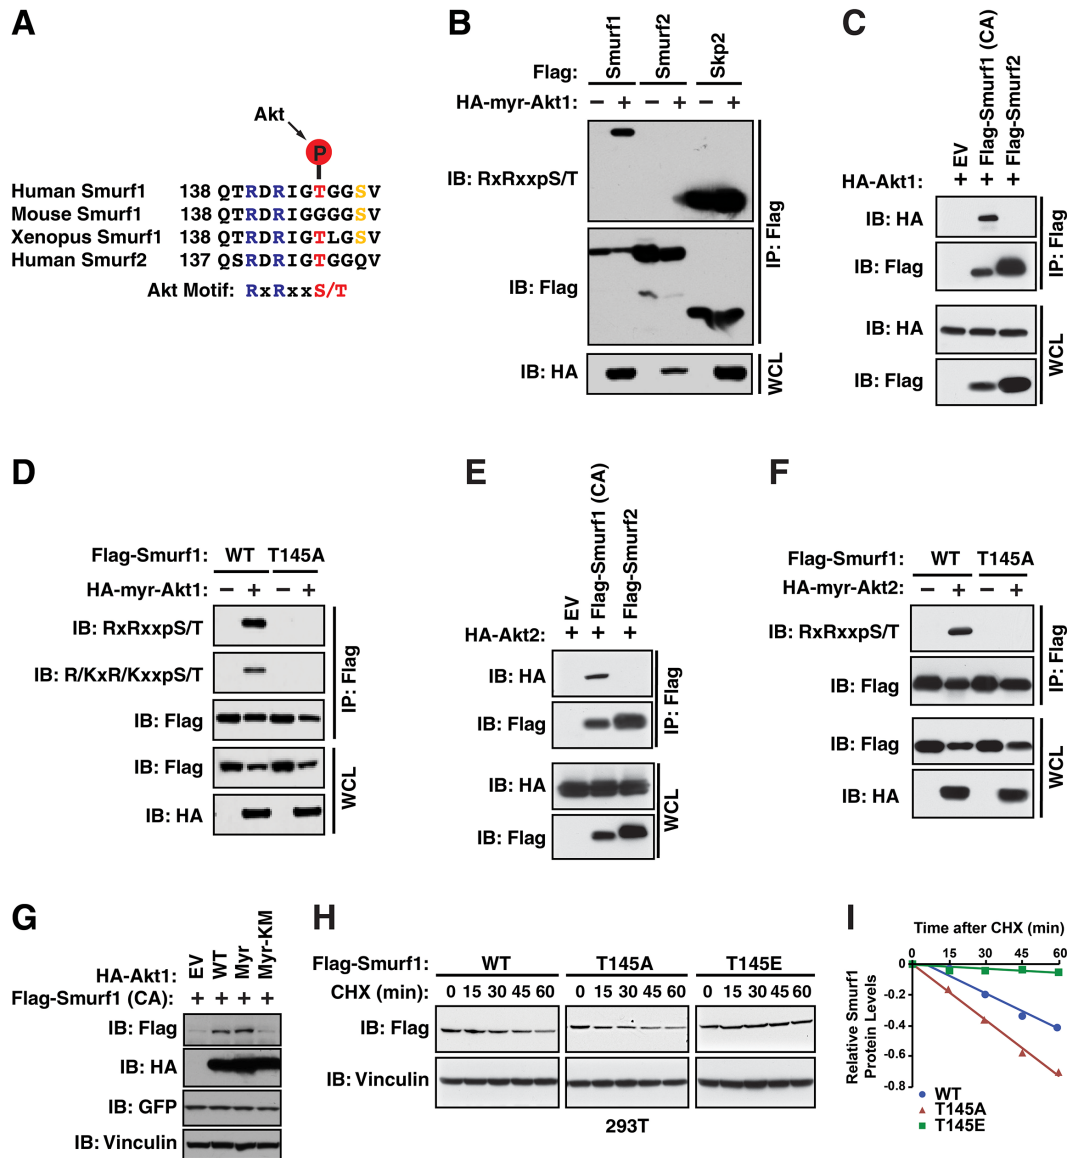 A
Akt
P
Human Smurf1 138 QTRDRIGTGGSV
Mouse Smurf1 138 QTRDRIGGGGSV
Xenopus Smurf1 138 QTRDRIGTLGSV
Human Smurf2 137 QSRDRIGTGGQV
Akt Motif: RxRxxS/T
B
Flag: Smurf1 Smurf2 Skp2
HA-myr-Akt1: − + − + − +
IB: RxRxxpS/T
IB: Flag
IP: Flag
IB: HA
WCL
C
EV
Flag-Smurf1 (CA)
Flag-Smurf2
HA-Akt1: + + +
IB: HA
IB: Flag
IP: Flag
IB: HA
IB: Flag
WCL
D
Flag-Smurf1: WT T145A
HA-myr-Akt1: − + − +
IB: RxRxxpS/T
IB: R/KxR/KxxpS/T
IB: Flag
IP: Flag
IB: Flag
IB: HA
WCL
E
EV
Flag-Smurf1 (CA)
Flag-Smurf2
HA-Akt2: + + +
IB: HA
IB: Flag
IP: Flag
IB: HA
IB: Flag
WCL
F
Flag-Smurf1: WT T145A
HA-myr-Akt2: − + − +
IB: RxRxxpS/T
IB: Flag
IP: Flag
IB: Flag
IB: HA
WCL
G
HA-Akt1: EV WT Myr Myr-KM
Flag-Smurf1 (CA): + + + +
IB: Flag
IB: HA
IB: GFP
IB: Vinculin
H
Flag-Smurf1: WT T145A T145E
CHX (min): 0 15 30 45 60 0 15 30 45 60 0 15 30 45 60
IB: Flag
IB: Vinculin
293T
I
Time after CHX (min)
0 15 30 45 60
0
-0.2
-0.4
-0.6
-0.8
Relative Smurf1
Protein Levels
WT
T145A
T145E